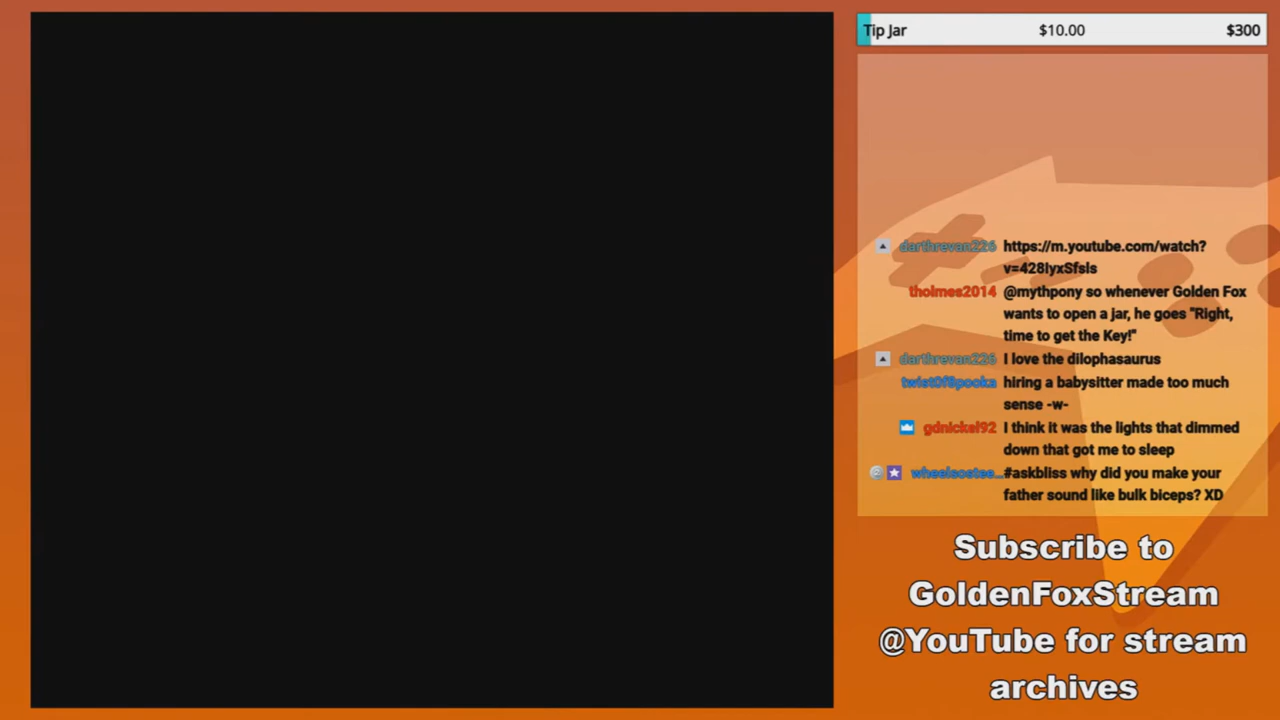 Tip Jar $10.00 $300
darthrevan226 https://m.youtube.com/watch?
v=428IyxSfsIs
tholmes2014 @mythpony so whenever Golden Fox
wants to open a jar, he goes "Right,
time to get the Key!"
darthrevan226 I love the dilophasaurus
twist0f8pooka hiring a babysitter made too much
sense -w-
gdnickel92 I think it was the lights that dimmed
down that got me to sleep
wheelsostee... #askbliss why did you make your
father sound like bulk biceps? XD
Subscribe to
GoldenFoxStream
@YouTube for stream
archives